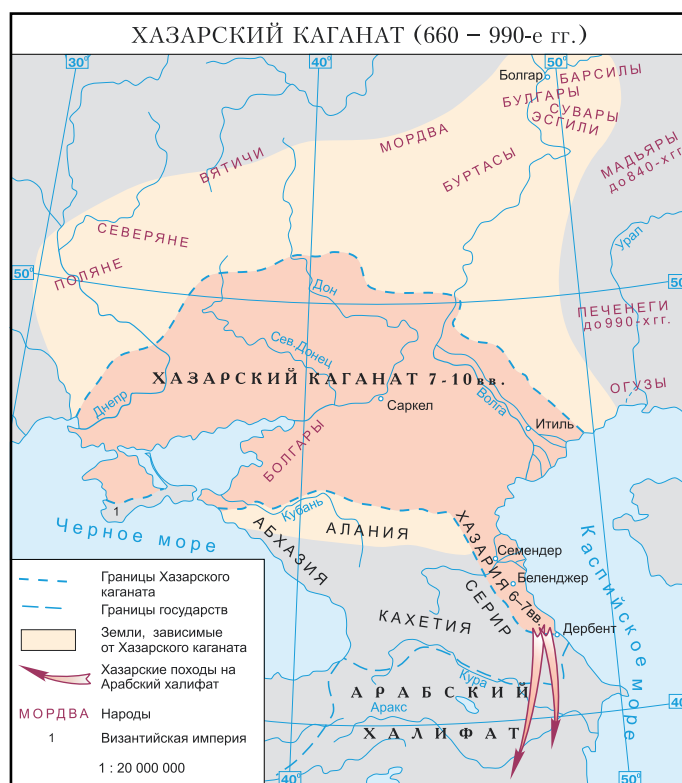 ХАЗАРСКИЙ КАГАНАТ (660 – 990-е гг.)
30°
40°
50°
Болгар
БАРСИЛЫ
БУЛГАРЫ
СУВАРЫ
ЭСГИЛИ
МОРДВА
МАДЬЯРЫ
до 840-х гг.
ВЯТИЧИ
БУРТАСЫ
СЕВЕРЯНЕ
Урал
ПОЛЯНЕ
50°
50
Дон
ПЕЧЕНЕГИ
до 990-х гг.
Сев. Донец
ХАЗАРСКИЙ КАГАНАТ 7-10 вв.
ОГУЗЫ
Днепр
Саркел
Волга
Итиль
БОЛГАРЫ
1
Кубань
Черное море
АБХАЗИЯ
АЛАНИЯ
ХАЗАРИЯ 6-7вв.
Семендер
Беленджер
Каспийское море
СЕРИР
КАХЕТИЯ
Дербент
Кура
АРАБСКИЙ
Аракс
ХАЛИФАТ
40
40°
50°
Границы Хазарского
каганата
Границы государств
Земли, зависимые
от Хазарского каганата
Хазарские походы на
Арабский халифат
МОРДВА Народы
1 Византийская империя
1 : 20 000 000